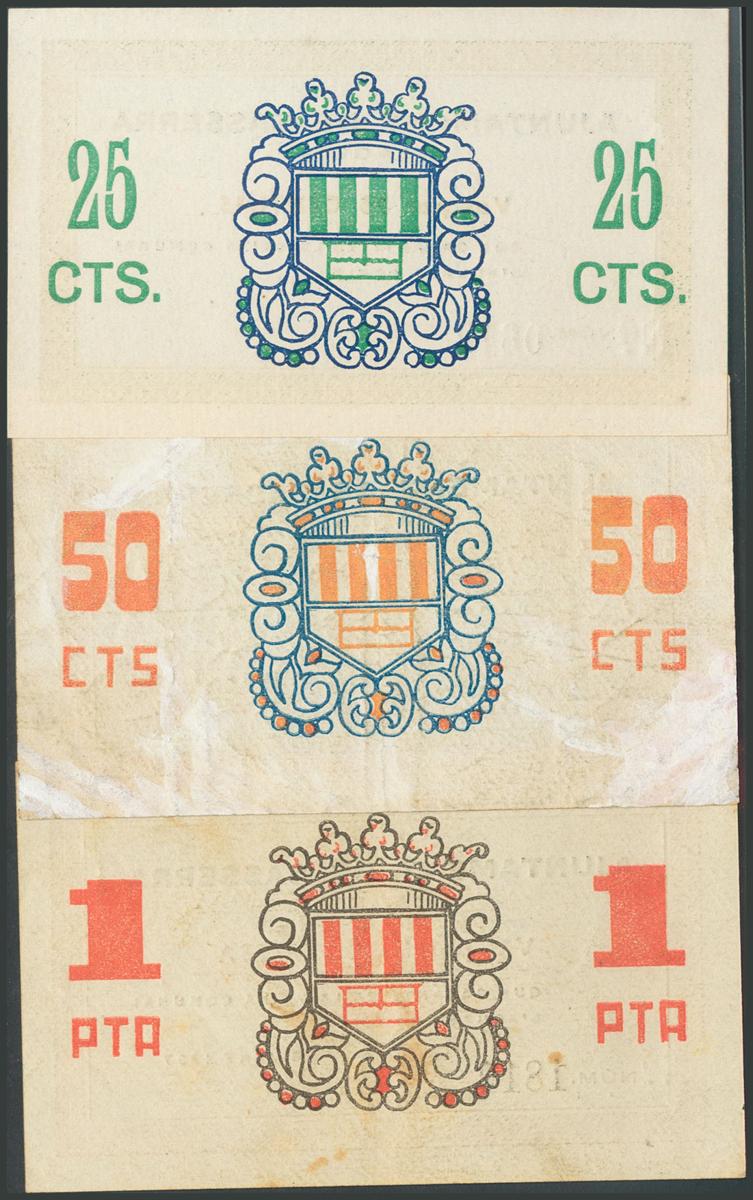 25 25
CTS. CTS.
50 50
CTS CTS
1 1
PTA PTA